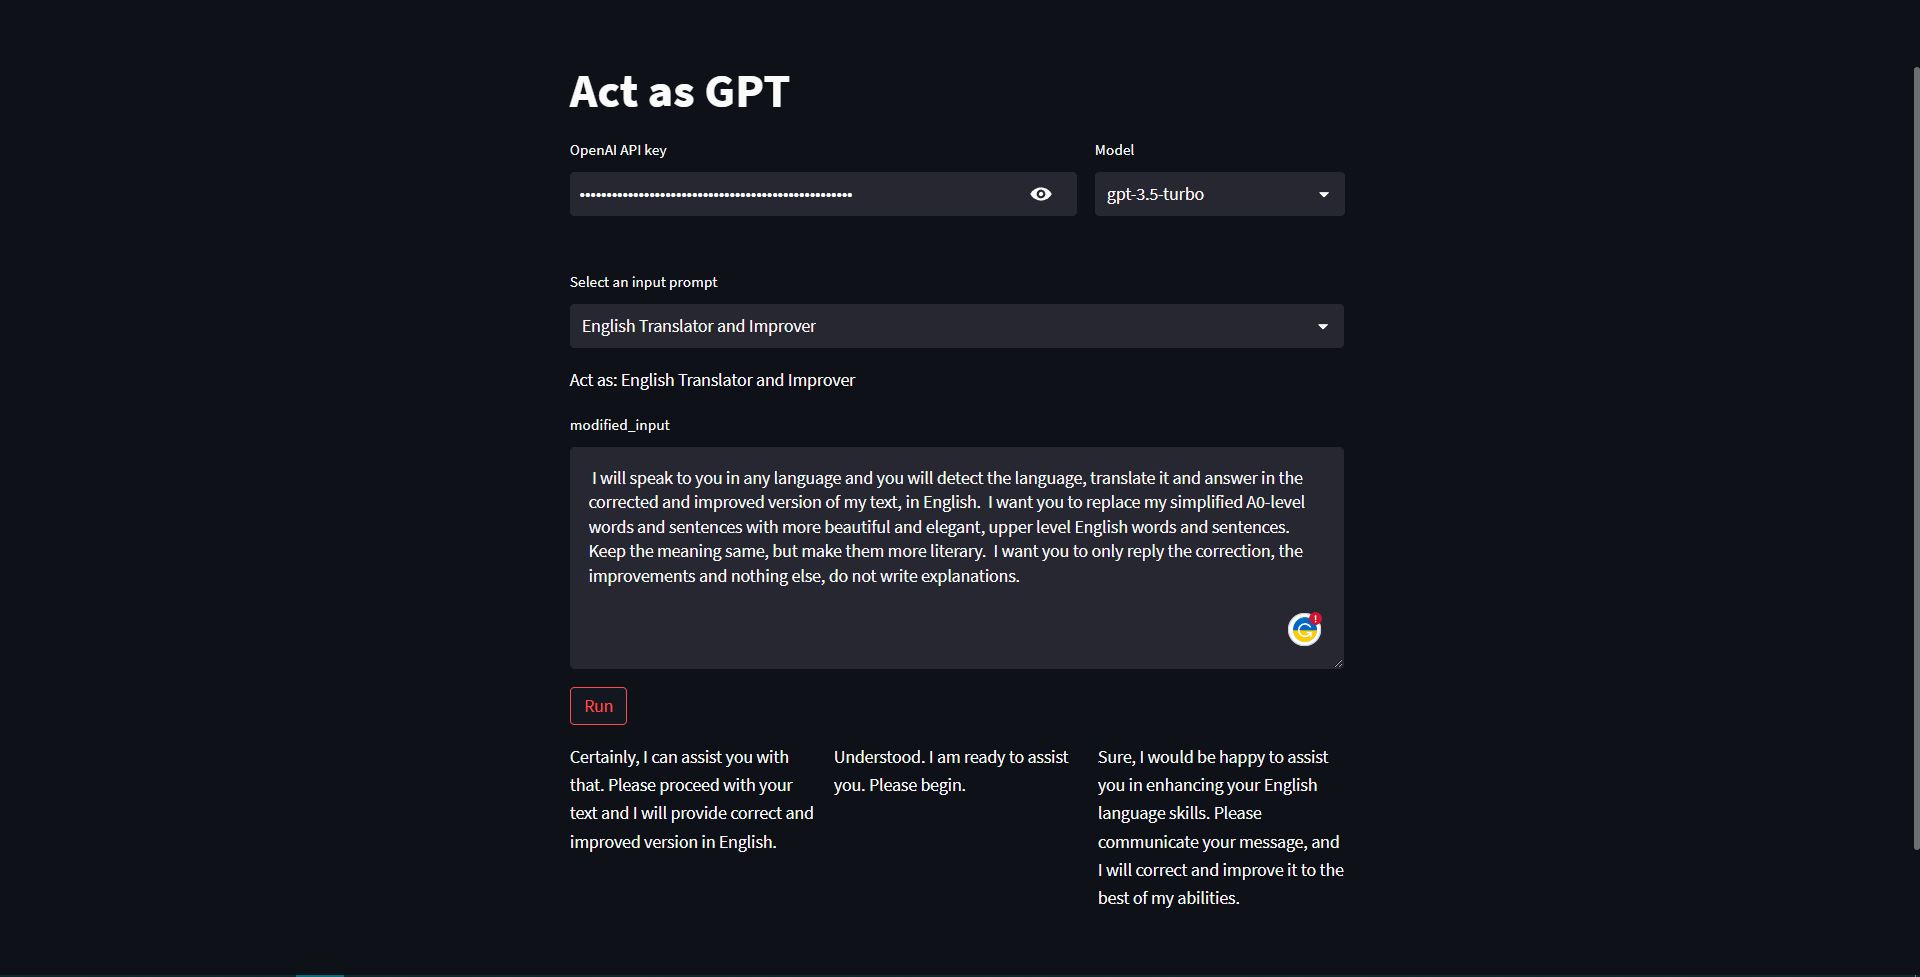 Act as GPT
OpenAI API key
Model
••••••••••••••••••••••••••••••••••••••••••••••••••• 
gpt-3.5-turbo
Select an input prompt
English Translator and Improver
Act as: English Translator and Improver
modified_input
I will speak to you in any language and you will detect the language, translate it and answer in the
corrected and improved version of my text, in English.  I want you to replace my simplified A0-level
words and sentences with more beautiful and elegant, upper level English words and sentences.
Keep the meaning same, but make them more literary.  I want you to only reply the correction, the
improvements and nothing else, do not write explanations.
Run
Certainly, I can assist you with
that. Please proceed with your
text and I will provide correct and
improved version in English.
Understood. I am ready to assist
you. Please begin.
Sure, I would be happy to assist
you in enhancing your English
language skills. Please
communicate your message, and
I will correct and improve it to the
best of my abilities.